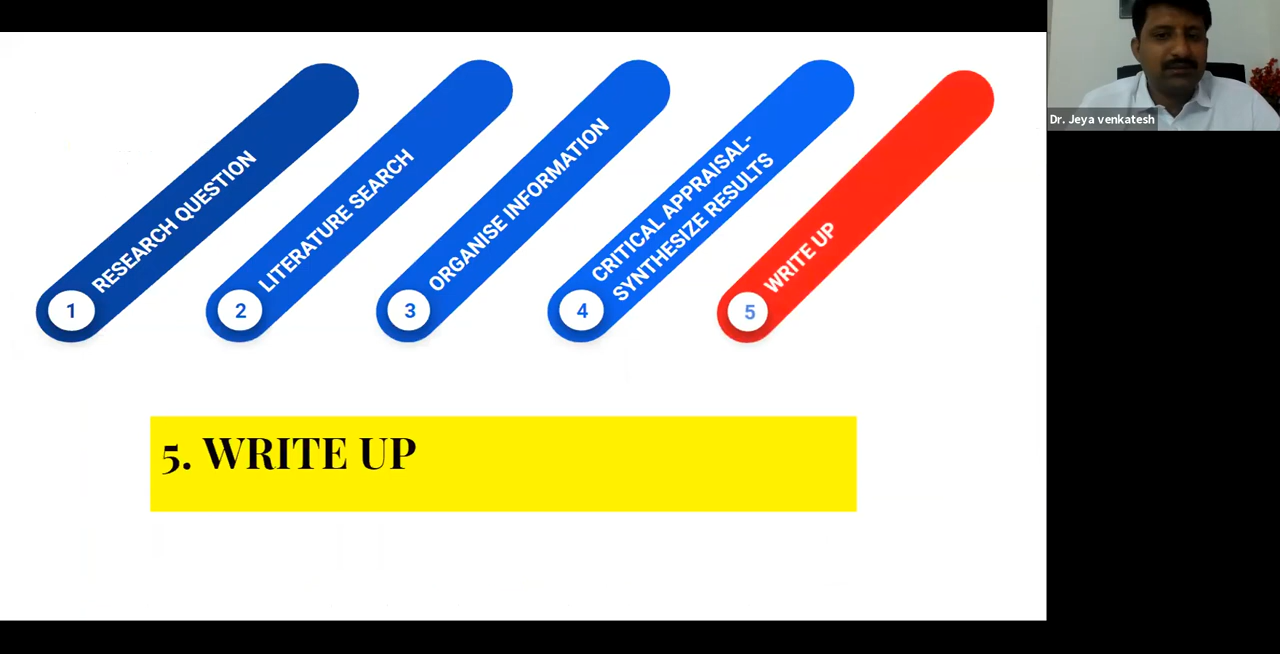 RESEARCH QUESTION
1
LITERATURE SEARCH
2
ORGANISE INFORMATION
3
CRITICAL APPRAISAL-
SYNTHESIZE RESULTS
4
WRITE UP
5
5. WRITE UP
Dr. Jeya venkatesh